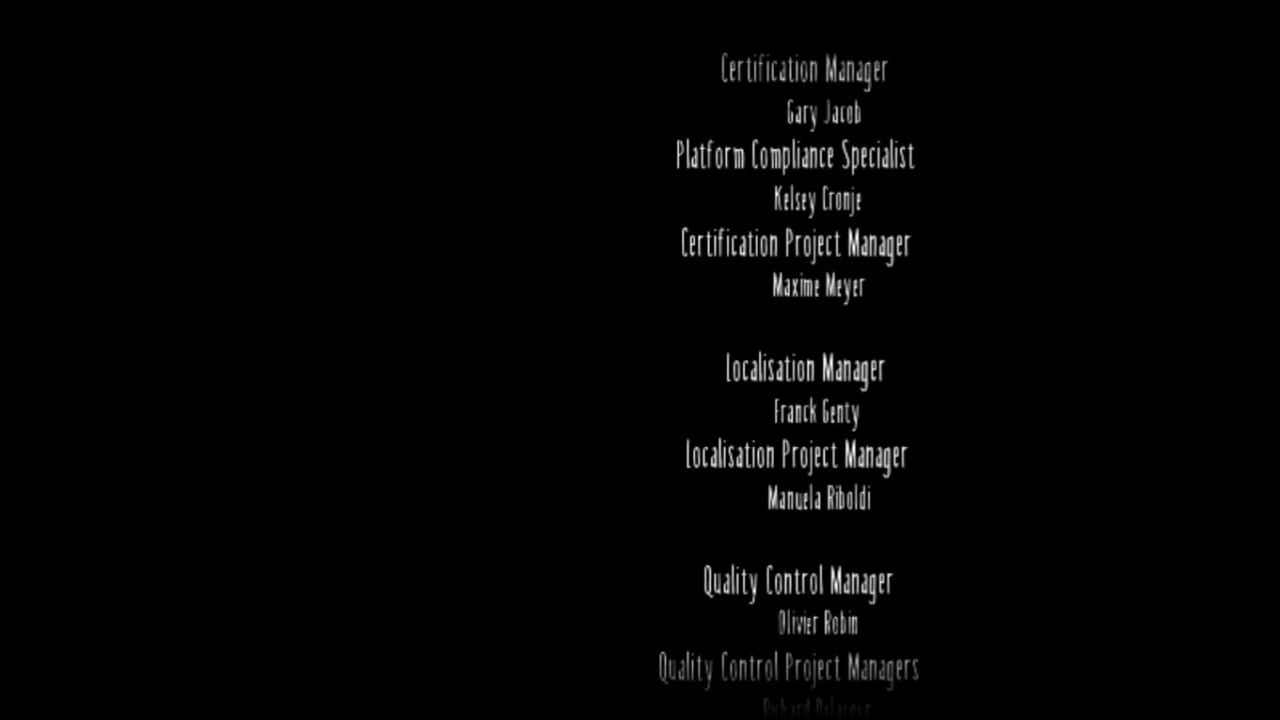 Certification Manager
Gary Jacob
Platform Compliance Specialist
Kelsey Cronje
Certification Project Manager
Maxime Meyer
Localisation Manager
Franck Genty
Localisation Project Manager
Manuela Riboldi
Quality Control Manager
Olivier Robin
Quality Control Project Managers
Richard